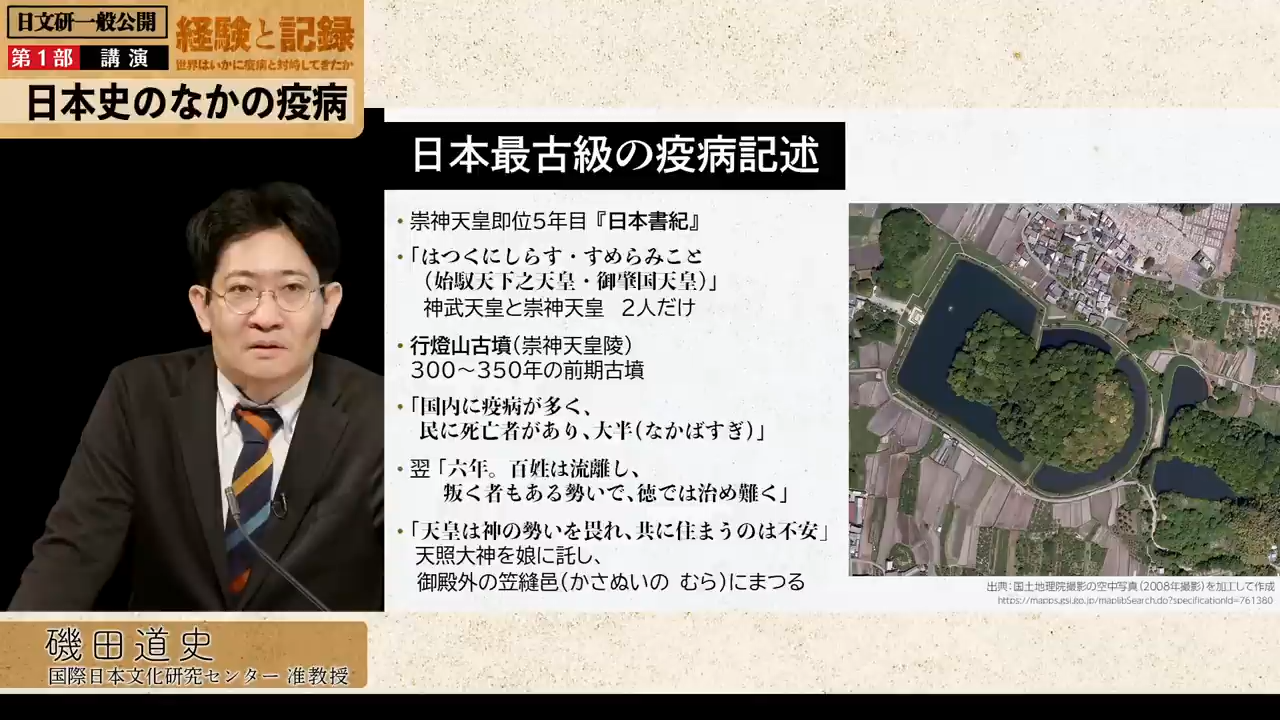 日文研一般公開
第1部 講演
経験と記録
世界はいかに疫病と対峙してきたか
日本史のなかの疫病
日本最古級の疫病記述
• 崇神天皇即位5年目『日本書紀』
• 「はつくにしらす・すめらみこと
（始馭天下之天皇・御肇国天皇）」
神武天皇と崇神天皇 2人だけ
• 行燈山古墳（崇神天皇陵）
300～350年の前期古墳
• 「国内に疫病が多く、
民に死亡者があり、大半（なかばすぎ）」
• 翌「六年。百姓は流離し、
叛く者もある勢いで、徳では治め難く」
• 「天皇は神の勢いを畏れ、共に住まうのは不安」
天照大神を娘に託し、
御殿外の笠縫邑（かさぬいの むら）にまつる
出典：国土地理院撮影の空中写真（2008年撮影）を加工して作成
https://mapps.gsi.go.jp/maplibSearch.do?specificationId=761380
磯田道史
国際日本文化研究センター 准教授